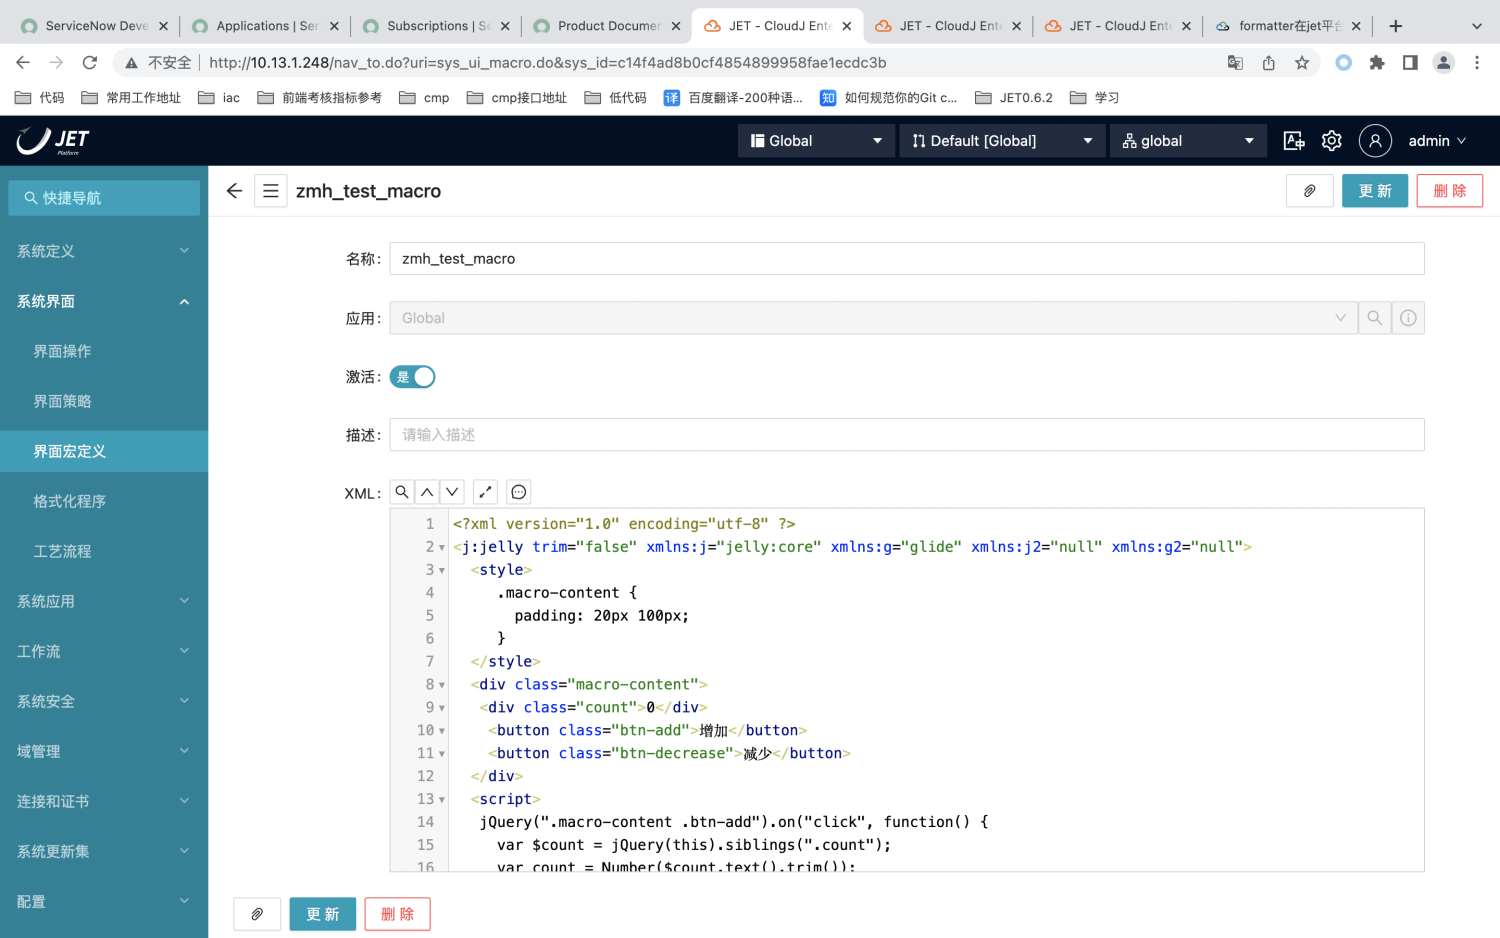 ServiceNow Deve
Applications | Ser
Subscriptions | Se
Product Documen
JET - CloudJ Ente
JET - CloudJ Ente
JET - CloudJ Ente
formatter在jet平台
不安全
http://10.13.1.248/nav_to.do?uri=sys_ui_macro.do&sys_id=c14f4ad8b0cf4854899958fae1ecdc3b
代码
常用工作地址
iac
前端考核指标参考
cmp
cmp接口地址
低代码
译 百度翻译-200种语...
知 如何规范你的Git c...
JET0.6.2
学习
JET
Platform
Global
Default [Global]
global
admin
快捷导航
zmh_test_macro
更 新
删 除
系统定义
系统界面
界面操作
界面策略
界面宏定义
格式化程序
工艺流程
系统应用
工作流
系统安全
域管理
连接和证书
系统更新集
配置
名称: zmh_test_macro
应用: Global
激活: 是
描述: 请输入描述
XML:
1 <?xml version="1.0" encoding="utf-8" ?>
2 <j:jelly trim="false" xmlns:j="jelly:core" xmlns:g="glide" xmlns:j2="null" xmlns:g2="null">
3 <style>
4 .macro-content {
5 padding: 20px 100px;
6 }
7 </style>
8 <div class="macro-content">
9 <div class="count">0</div>
10 <button class="btn-add">增加</button>
11 <button class="btn-decrease">减少</button>
12 </div>
13 <script>
14 jQuery(".macro-content .btn-add").on("click", function() {
15 var $count = jQuery(this).siblings(".count");
16 var count = Number($count.text().trim());
更 新
删 除